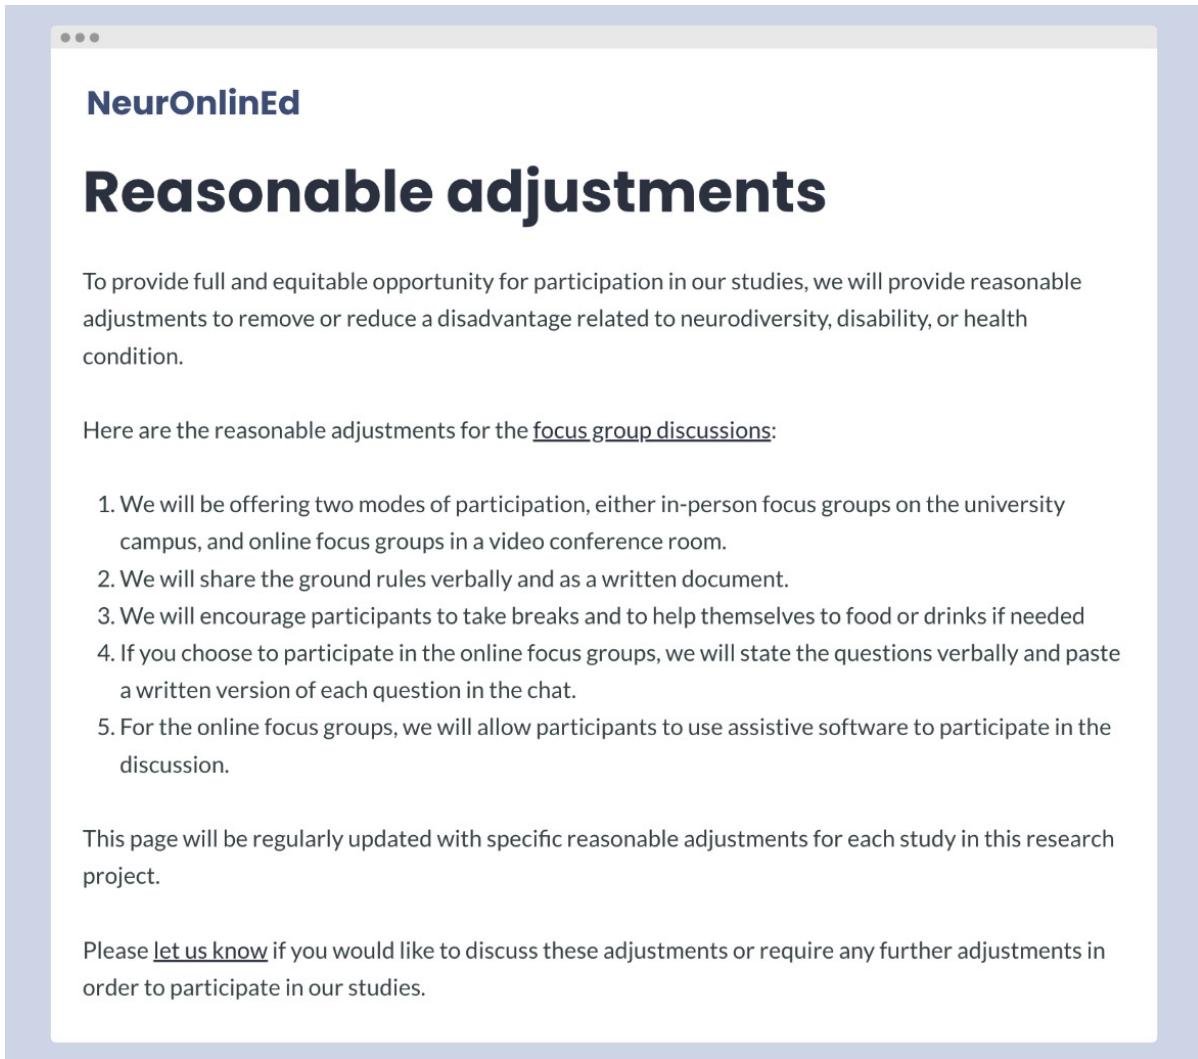 NeurOnlinEd
Reasonable adjustments
To provide full and equitable opportunity for participation in our studies, we will provide reasonable
adjustments to remove or reduce a disadvantage related to neurodiversity, disability, or health
condition.
Here are the reasonable adjustments for the focus group discussions:
1. We will be offering two modes of participation, either in-person focus groups on the university
campus, and online focus groups in a video conference room.
2. We will share the ground rules verbally and as a written document.
3. We will encourage participants to take breaks and to help themselves to food or drinks if needed
4. If you choose to participate in the online focus groups, we will state the questions verbally and paste
a written version of each question in the chat.
5. For the online focus groups, we will allow participants to use assistive software to participate in the
discussion.
This page will be regularly updated with specific reasonable adjustments for each study in this research
project.
Please let us know if you would like to discuss these adjustments or require any further adjustments in
order to participate in our studies.